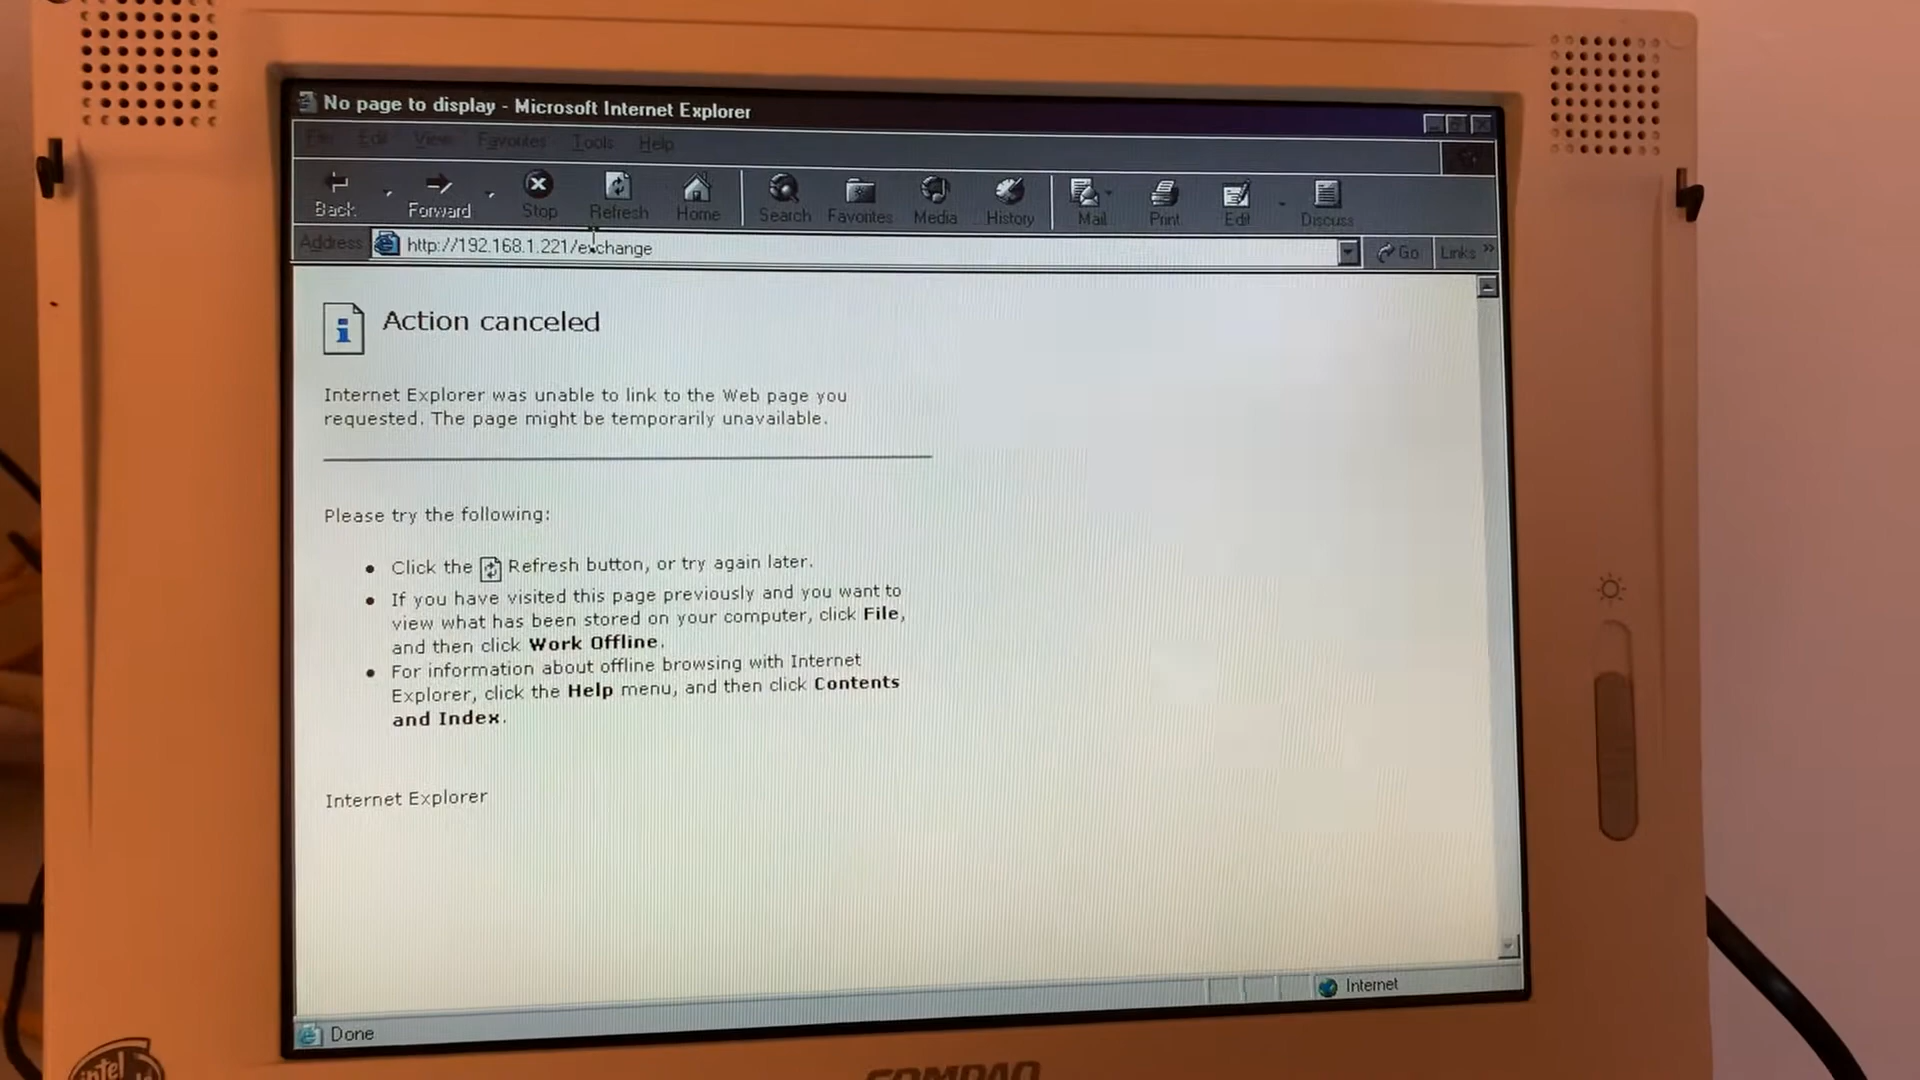 No page to display - Microsoft Internet Explorer
File Edit View Favorites Tools Help
Back Forward Stop Refresh Home Search Favorites Media History Mail Print Edit Discuss
Address http://192.168.1.221/exchange Go Links »
Action canceled
Internet Explorer was unable to link to the Web page you
requested. The page might be temporarily unavailable.
Please try the following:
Click the Refresh button, or try again later.
If you have visited this page previously and you want to
view what has been stored on your computer, click File,
and then click Work Offline.
For information about offline browsing with Internet
Explorer, click the Help menu, and then click Contents
and Index.
Internet Explorer
Internet
Done
intel
COMPAQ